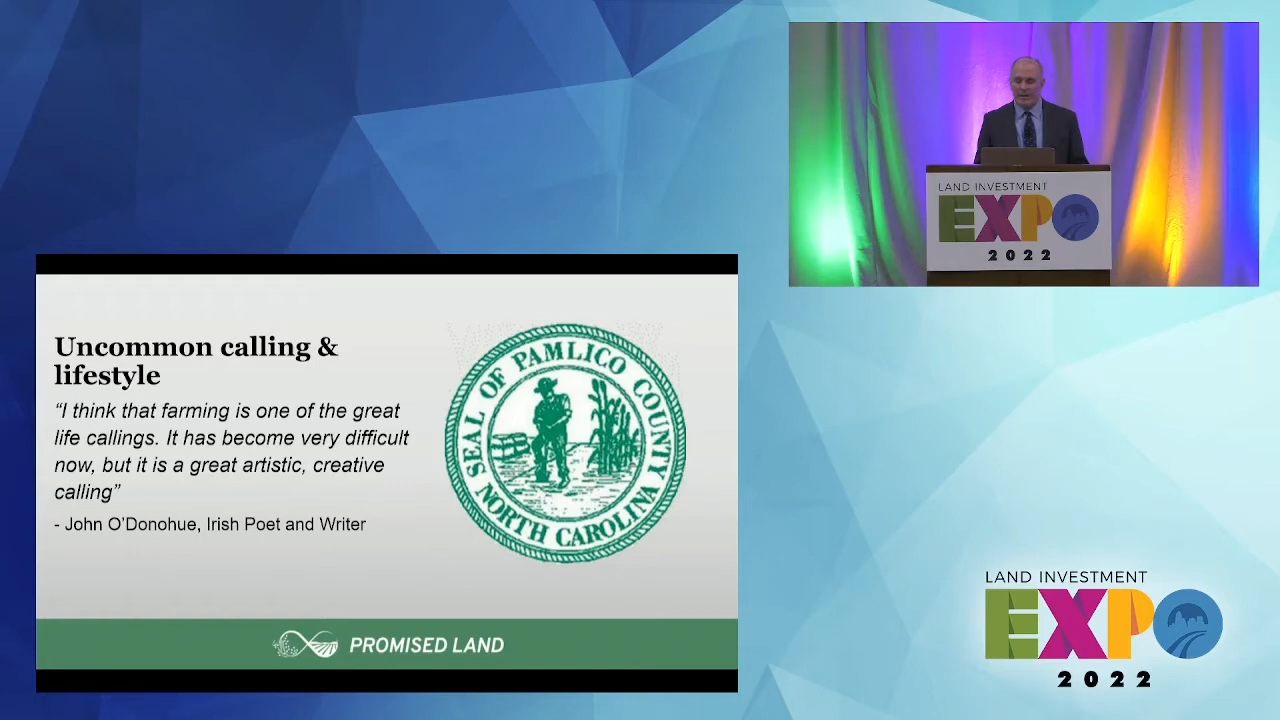 LAND INVESTMENT
EXPO
2022
Uncommon calling &
lifestyle
“I think that farming is one of the great
life callings. It has become very difficult
now, but it is a great artistic, creative
calling”
- John O’Donohue, Irish Poet and Writer
SEAL OF PAMLICO COUNTY
NORTH CAROLINA
PROMISED LAND
LAND INVESTMENT
EXPO
2022